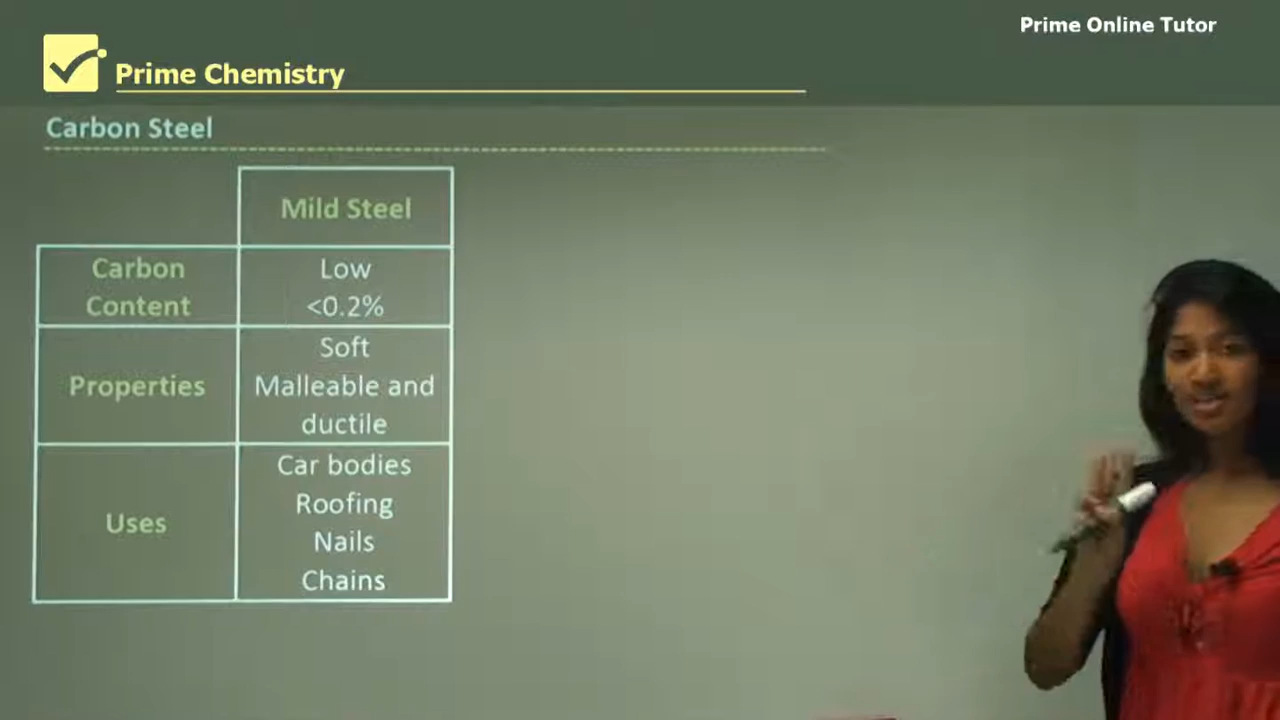 Prime Online Tutor
Prime Chemistry
Carbon Steel
Mild Steel
Carbon
Content
Low
<0.2%
Properties
Soft
Malleable and
ductile
Uses
Car bodies
Roofing
Nails
Chains